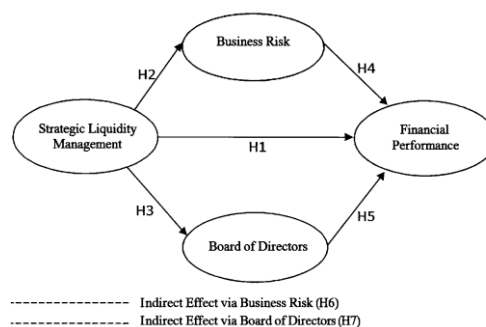 Business Risk
H2
H4
Strategic Liquidity
Management
H1
Financial
Performance
H3
H5
Board of Directors
Indirect Effect via Business Risk (H6)
Indirect Effect via Board of Directors (H7)